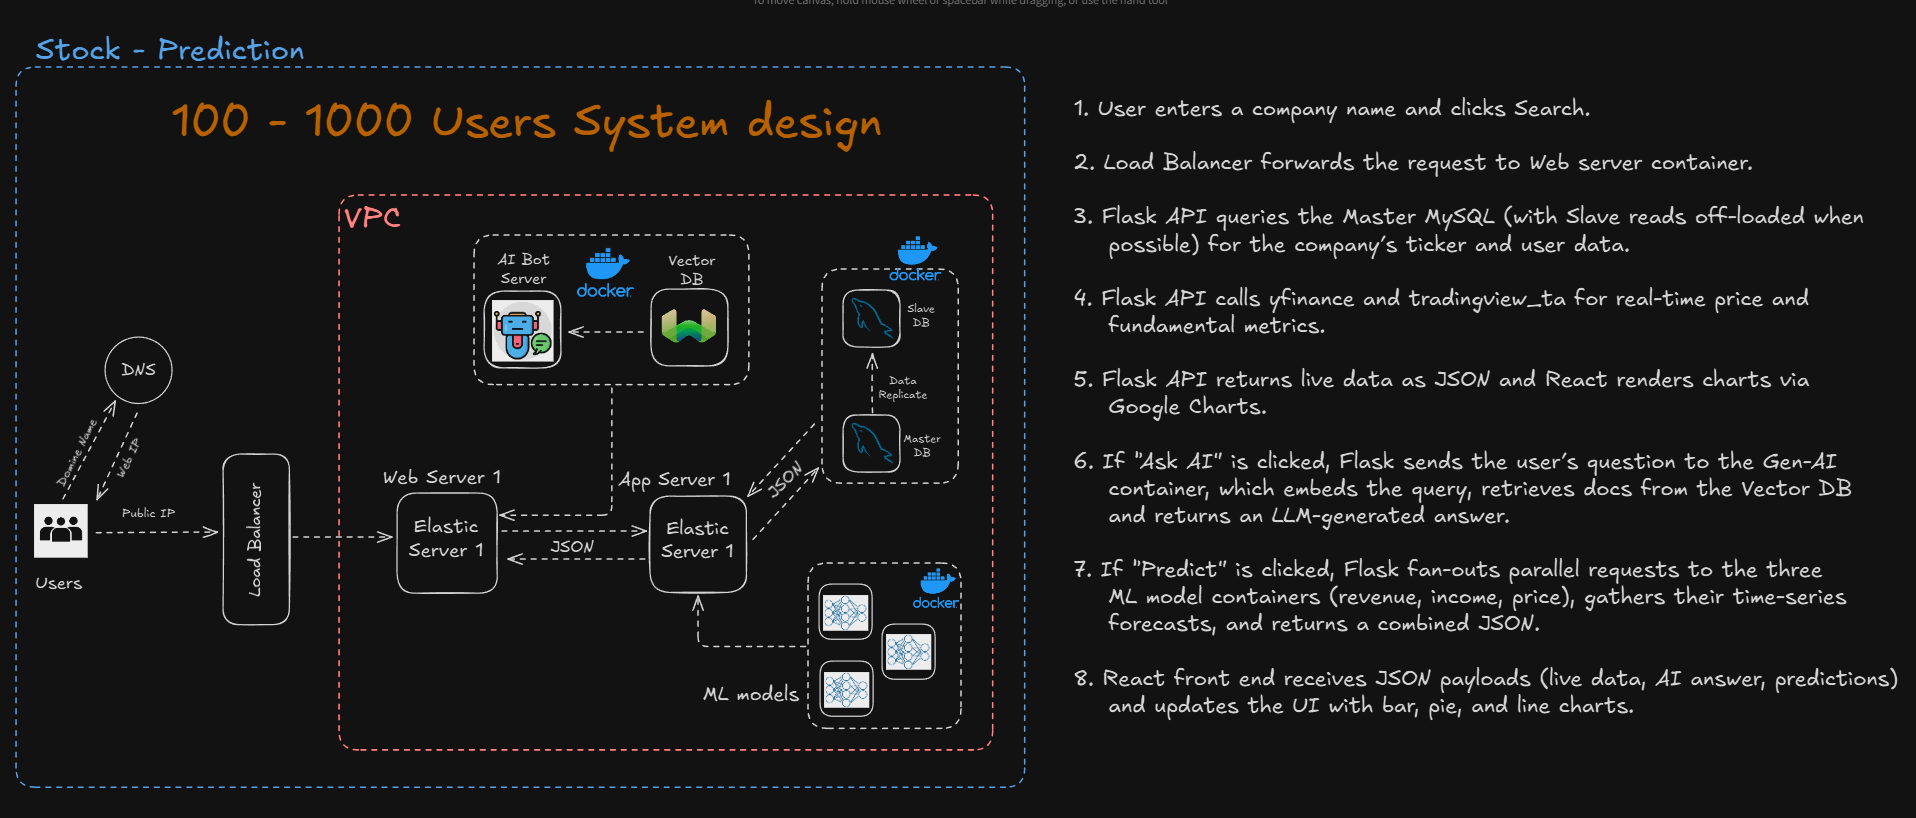 To move canvas, hold mouse wheel or spacebar while dragging, or use the hand tool
Stock - Prediction
100 - 1000 Users System design
VPC
AI Bot
Server
docker
Vector
DB
docker
Slave
DB
Data
Replicate
Master
DB
DNS
Domine Name
Web IP
Public IP
Users
Load Balancer
Web Server 1
Elastic
Server 1
JSON
App Server 1
Elastic
Server 1
JSON
docker
ML models
1. User enters a company name and clicks Search.
2. Load Balancer forwards the request to Web server container.
3. Flask API queries the Master MySQL (with Slave reads off-loaded when
possible) for the company's ticker and user data.
4. Flask API calls yfinance and tradingview_ta for real-time price and
fundamental metrics.
5. Flask API returns live data as JSON and React renders charts via
Google Charts.
6. If "Ask AI" is clicked, Flask sends the user's question to the Gen-AI
container, which embeds the query, retrieves docs from the Vector DB
and returns an LLM-generated answer.
7. If "Predict" is clicked, Flask fan-outs parallel requests to the three
ML model containers (revenue, income, price), gathers their time-series
forecasts, and returns a combined JSON.
8. React front end receives JSON payloads (live data, AI answer, predictions)
and updates the UI with bar, pie, and line charts.